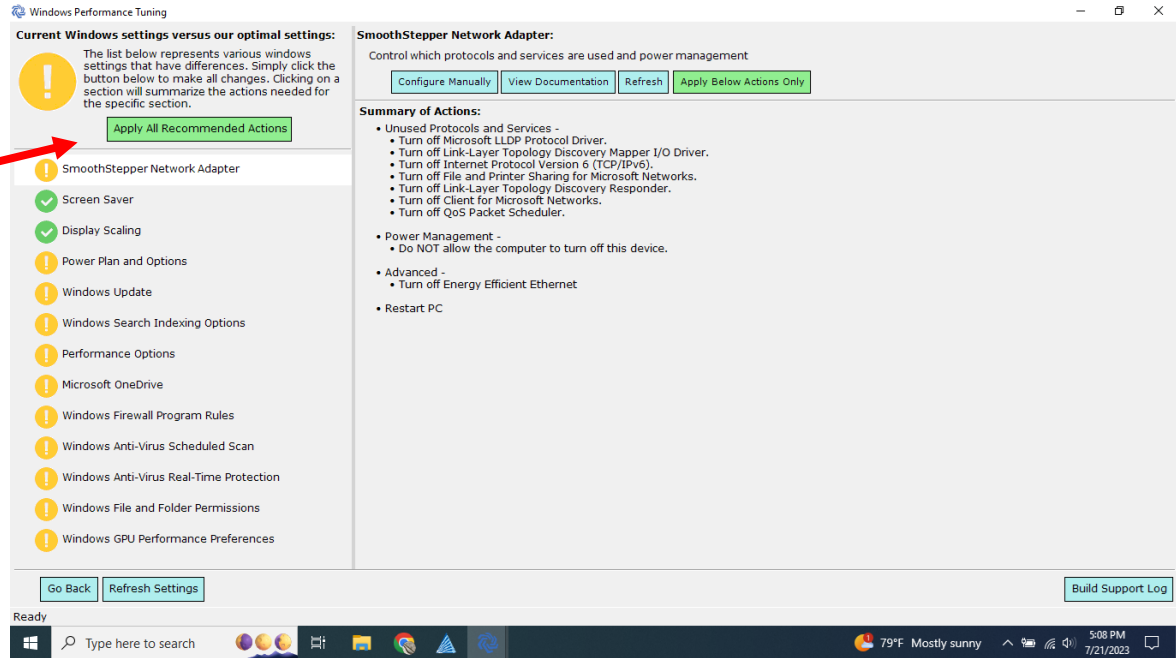 Windows Performance Tuning
Current Windows settings versus our optimal settings:
The list below represents various windows
settings that have differences. Simply click the
button below to make all changes. Clicking on a
section will summarize the actions needed for
the specific section.
Apply All Recommended Actions
SmoothStepper Network Adapter
Screen Saver
Display Scaling
Power Plan and Options
Windows Update
Windows Search Indexing Options
Performance Options
Microsoft OneDrive
Windows Firewall Program Rules
Windows Anti-Virus Scheduled Scan
Windows Anti-Virus Real-Time Protection
Windows File and Folder Permissions
Windows GPU Performance Preferences
SmoothStepper Network Adapter:
Control which protocols and services are used and power management
Configure Manually View Documentation Refresh Apply Below Actions Only
Summary of Actions:
• Unused Protocols and Services -
• Turn off Microsoft LLDP Protocol Driver.
• Turn off Link-Layer Topology Discovery Mapper I/O Driver.
• Turn off Internet Protocol Version 6 (TCP/IPv6).
• Turn off File and Printer Sharing for Microsoft Networks.
• Turn off Link-Layer Topology Discovery Responder.
• Turn off Client for Microsoft Networks.
• Turn off QoS Packet Scheduler.
• Power Management -
• Do NOT allow the computer to turn off this device.
• Advanced -
• Turn off Energy Efficient Ethernet
• Restart PC
Go Back Refresh Settings Build Support Log
Ready
Type here to search 79°F Mostly sunny 5:08 PM
7/21/2023